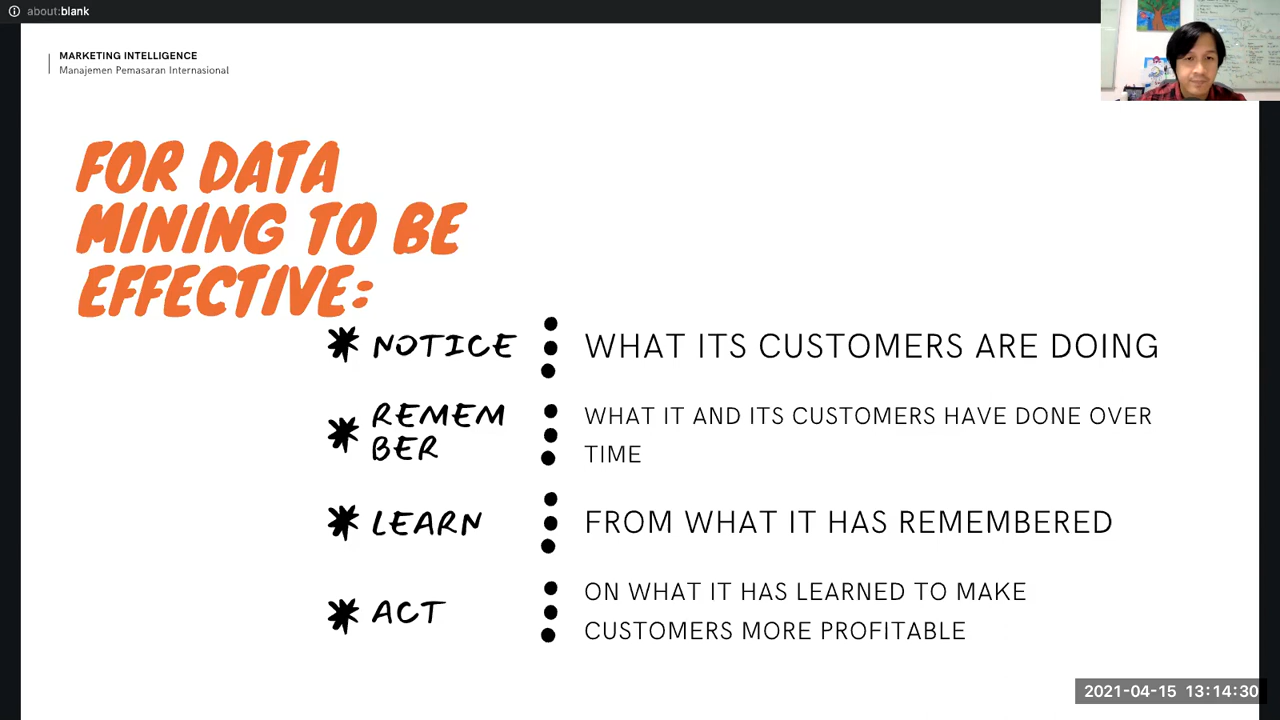 about:blank
MARKETING INTELLIGENCE
Manajemen Pemasaran Internasional
FOR DATA
MINING TO BE
EFFECTIVE:
NOTICE
WHAT ITS CUSTOMERS ARE DOING
REMEM
BER
WHAT IT AND ITS CUSTOMERS HAVE DONE OVER
TIME
LEARN
FROM WHAT IT HAS REMEMBERED
ACT
ON WHAT IT HAS LEARNED TO MAKE
CUSTOMERS MORE PROFITABLE
2021-04-15 13:14:30